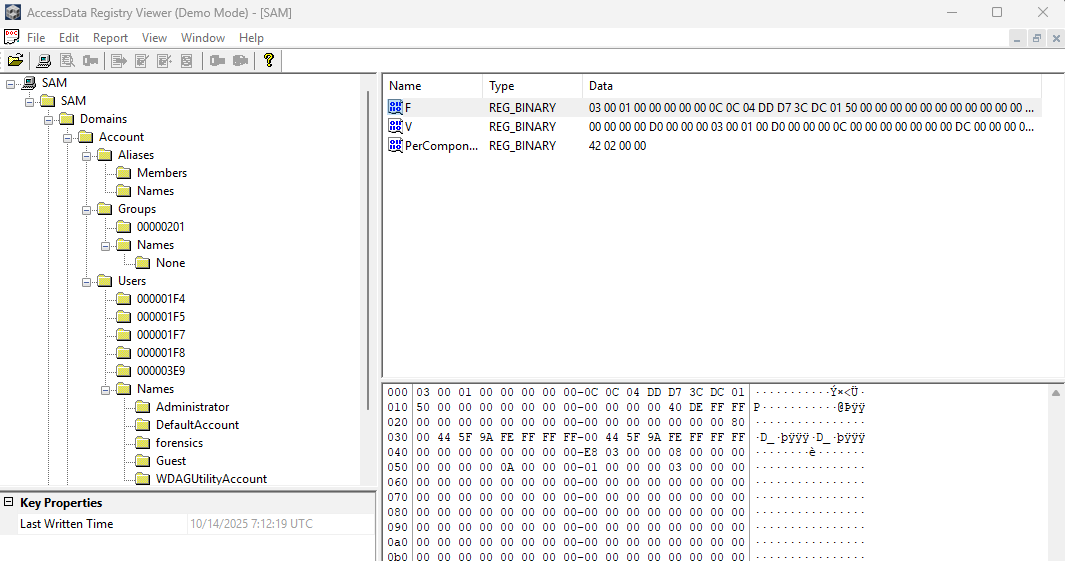 AccessData Registry Viewer (Demo Mode) - [SAM]
File Edit Report View Window Help
SAM
SAM
Domains
Account
Aliases
Members
Names
Groups
00000201
Names
None
Users
000001F4
000001F5
000001F7
000001F8
000003E9
Names
Administrator
DefaultAccount
forensics
Guest
WDAGUtilityAccount
Key Properties
Last Written Time 10/14/2025 7:12:19 UTC
Name Type Data
F REG_BINARY 03 00 01 00 00 00 00 00 0C 0C 04 DD D7 3C DC 01 50 00 00 00 00 00 00 00 00 00 00 00 ...
V REG_BINARY 00 00 00 00 D0 00 00 00 03 00 01 00 D0 00 00 00 0C 00 00 00 00 00 00 00 DC 00 00 00 0...
PerCompon... REG_BINARY 42 02 00 00
000 03 00 01 00 00 00 00 00-0C 0C 04 DD D7 3C DC 01 ···········Ý×<Ü·
010 50 00 00 00 00 00 00 00-00 00 00 00 40 DE FF FF P···········@Þÿÿ
020 00 00 00 00 00 00 00 00-00 00 00 00 00 00 00 80 ················
030 00 44 5F 9A FE FF FF FF-00 44 5F 9A FE FF FF FF ·D_·þÿÿÿ·D_·þÿÿÿ
040 00 00 00 00 00 00 00 00-E8 03 00 00 08 00 00 00 ········è·······
050 00 00 00 00 0A 00 00 00-01 00 00 00 03 00 00 00 ················
060 00 00 00 00 00 00 00 00-00 00 00 00 00 00 00 00 ················
070 00 00 00 00 00 00 00 00-00 00 00 00 00 00 00 00 ················
080 00 00 00 00 00 00 00 00-00 00 00 00 00 00 00 00 ················
090 00 00 00 00 00 00 00 00-00 00 00 00 00 00 00 00 ················
0a0 00 00 00 00 00 00 00 00-00 00 00 00 00 00 00 00 ················
0b0 00 00 00 00 00 00 00 00-00 00 00 00 00 00 00 00 ················